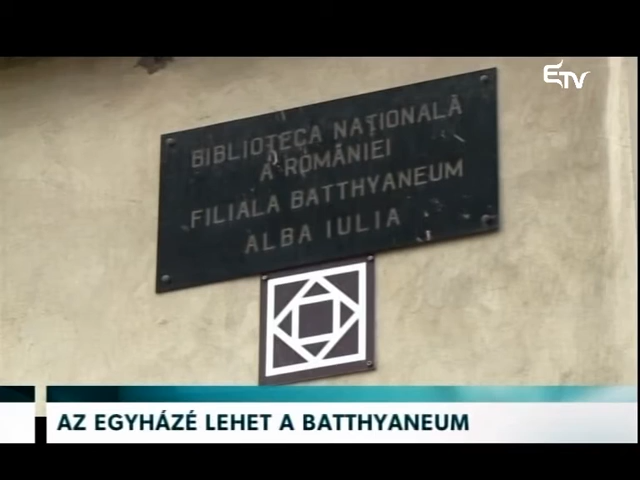 ETV
BIBLIOTECA NAȚIONALĂ
A ROMÂNIEI
FILIALA BATTHYANEUM
ALBA IULIA
AZ EGYHÁZÉ LEHET A BATTHYANEUM